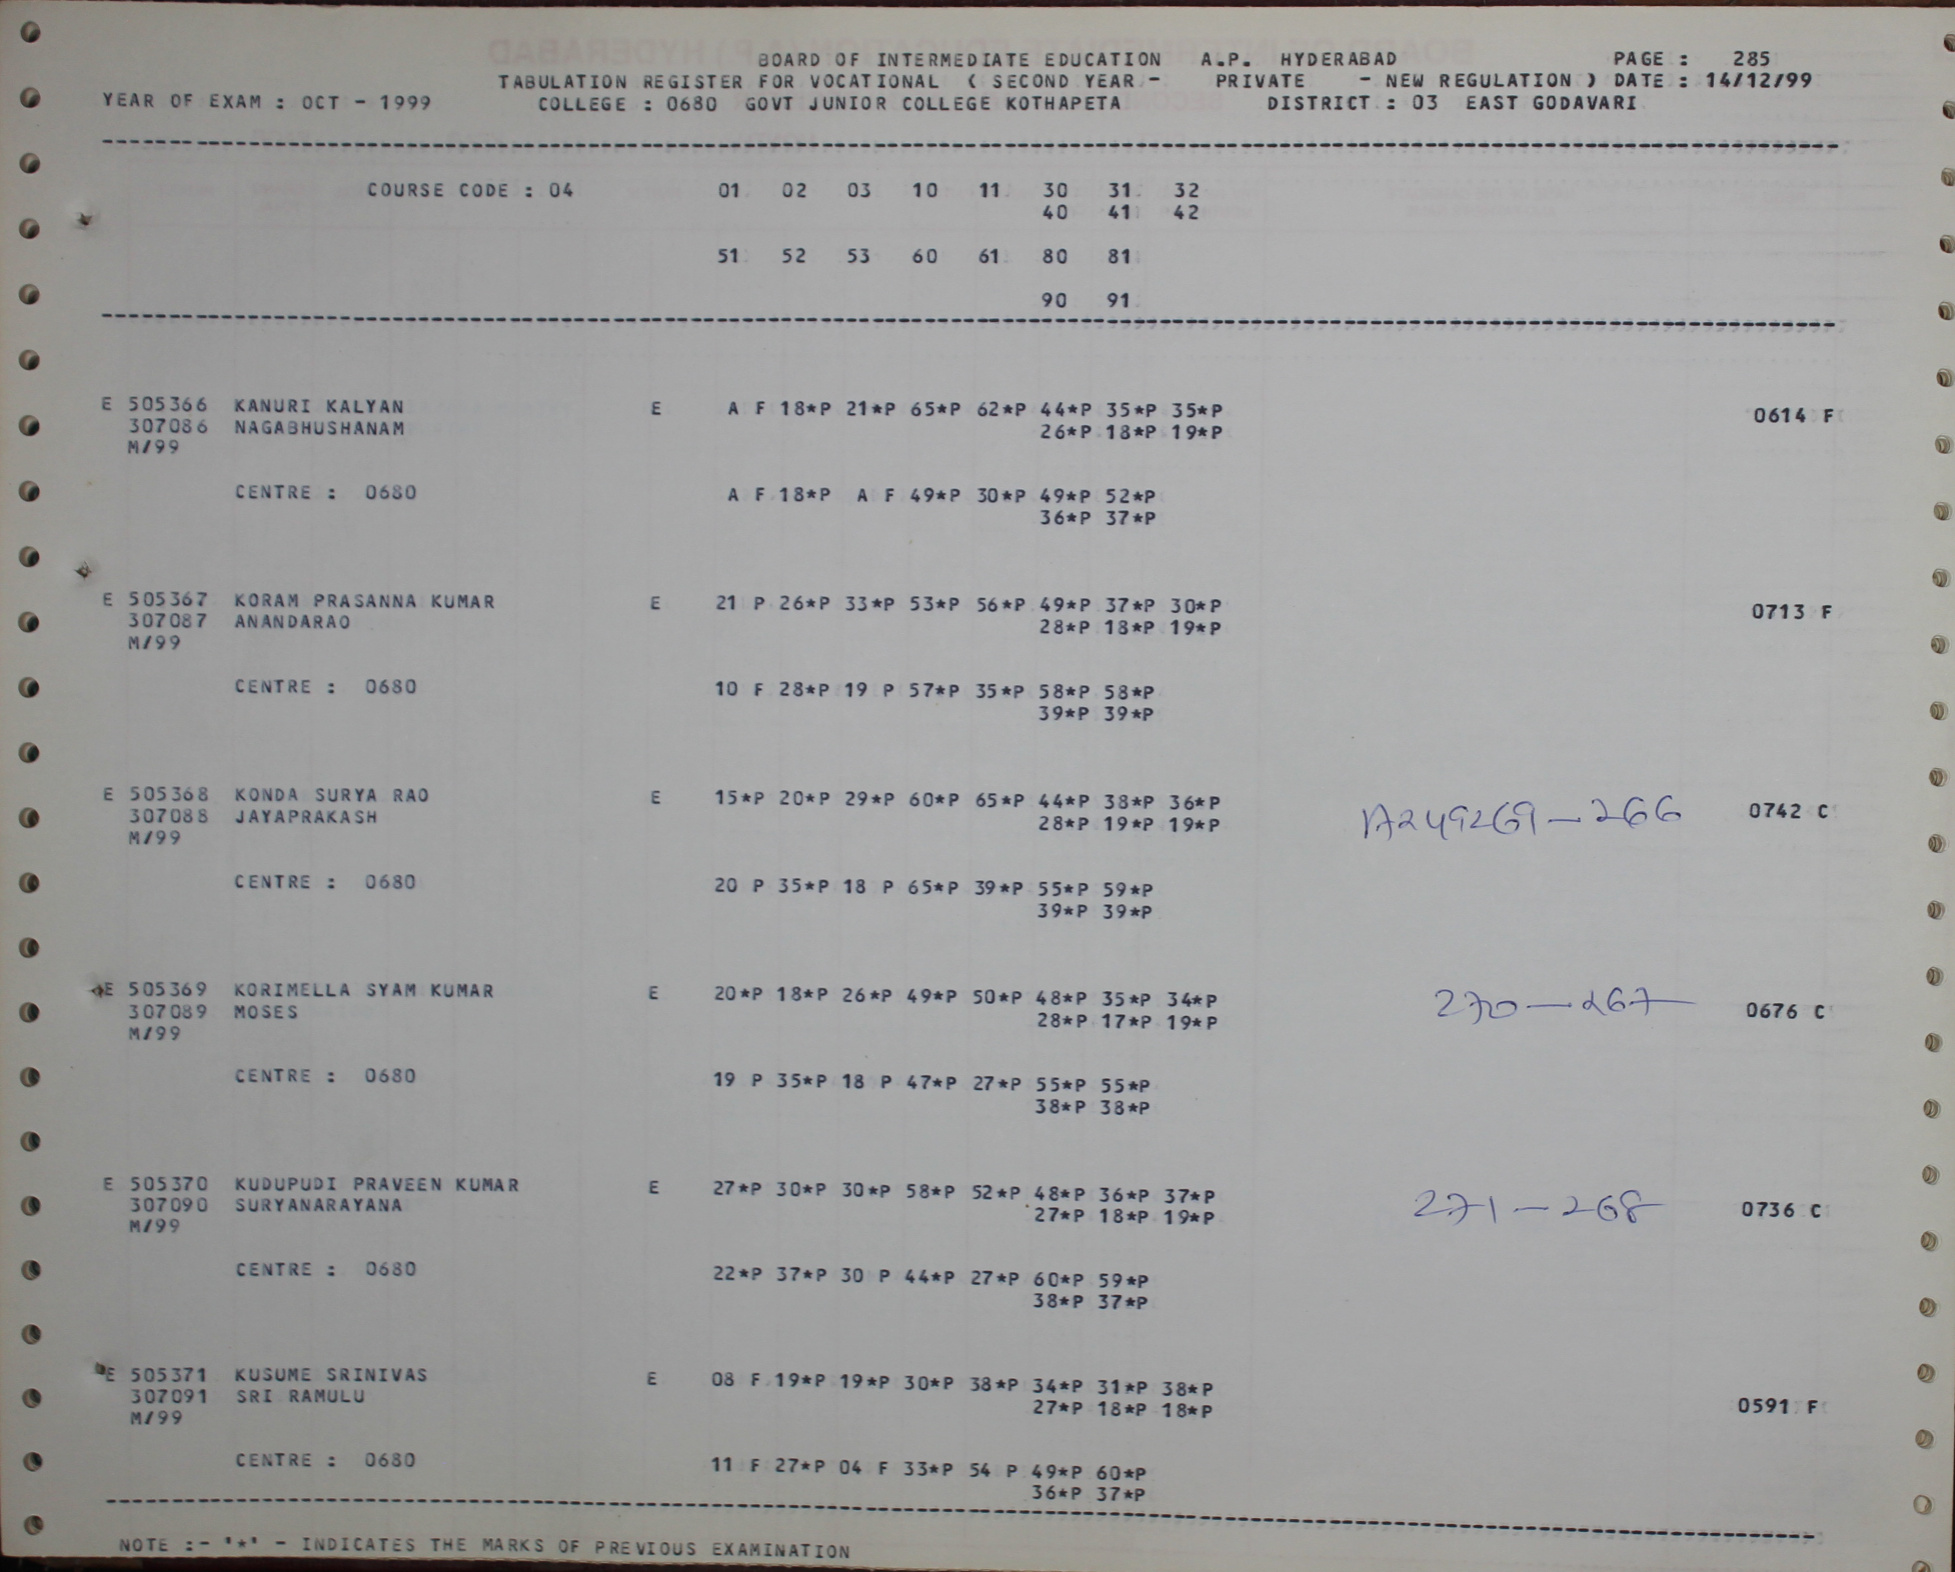 BOARD OF INTERMEDIATE EDUCATION A.P. HYDERABAD PAGE : 285
TABULATION REGISTER FOR VOCATIONAL ( SECOND YEAR - PRIVATE - NEW REGULATION ) DATE : 14/12/99
YEAR OF EXAM : OCT - 1999 COLLEGE : 0680 GOVT JUNIOR COLLEGE KOTHAPETA DISTRICT : 03 EAST GODAVARI
COURSE CODE : 04 01 02 03 10 11 30 31 32
40 41 42
51 52 53 60 61 80 81
90 91
E 505366 KANURI KALYAN E A F 18*P 21*P 65*P 62*P 44*P 35*P 35*P 0614 F
307086 NAGABHUSHANAM 26*P 18*P 19*P
M/99
CENTRE : 0680 A F 18*P A F 49*P 30*P 49*P 52*P
36*P 37*P
E 505367 KORAM PRASANNA KUMAR E 21 P 26*P 33*P 53*P 56*P 49*P 37*P 30*P 0713 F
307087 ANANDARAO 28*P 18*P 19*P
M/99
CENTRE : 0680 10 F 28*P 19 P 57*P 35*P 58*P 58*P
39*P 39*P
E 505368 KONDA SURYA RAO E 15*P 20*P 29*P 60*P 65*P 44*P 38*P 36*P 0742 C
307088 JAYAPRAKASH 28*P 19*P 19*P A249269 - 266
M/99
CENTRE : 0680 20 P 35*P 18 P 65*P 39*P 55*P 59*P
39*P 39*P
E 505369 KORIMELLA SYAM KUMAR E 20*P 18*P 26*P 49*P 50*P 48*P 35*P 34*P 270 - 267 0676 C
307089 MOSES 28*P 17*P 19*P
M/99
CENTRE : 0680 19 P 35*P 18 P 47*P 27*P 55*P 55*P
38*P 38*P
E 505370 KUDUPUDI PRAVEEN KUMAR E 27*P 30*P 30*P 58*P 52*P 48*P 36*P 37*P 271 - 268 0736 C
307090 SURYANARAYANA 27*P 18*P 19*P
M/99
CENTRE : 0680 22*P 37*P 30 P 44*P 27*P 60*P 59*P
38*P 37*P
E 505371 KUSUME SRINIVAS E 08 F 19*P 19*P 30*P 38*P 34*P 31*P 38*P
307091 SRI RAMULU 27*P 18*P 18*P 0591 F
M/99
CENTRE : 0680 11 F 27*P 04 F 33*P 54 P 49*P 60*P
36*P 37*P
NOTE :- '*' - INDICATES THE MARKS OF PREVIOUS EXAMINATION